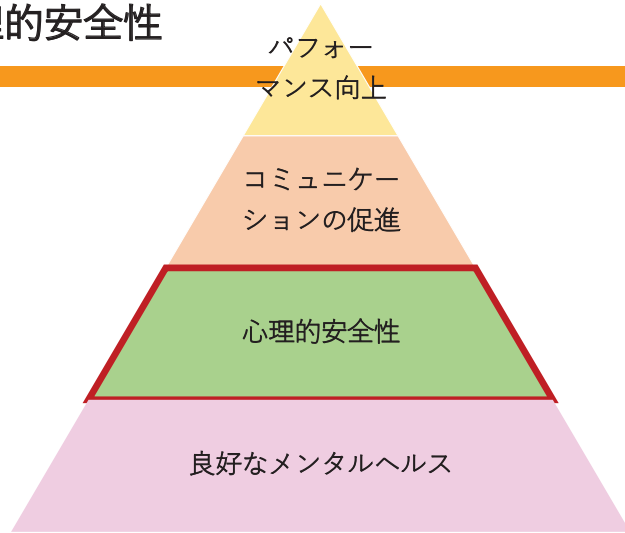 理的安全性
パフォー
マンス向上
コミュニケー
ションの促進
心理的安全性
良好なメンタルヘルス